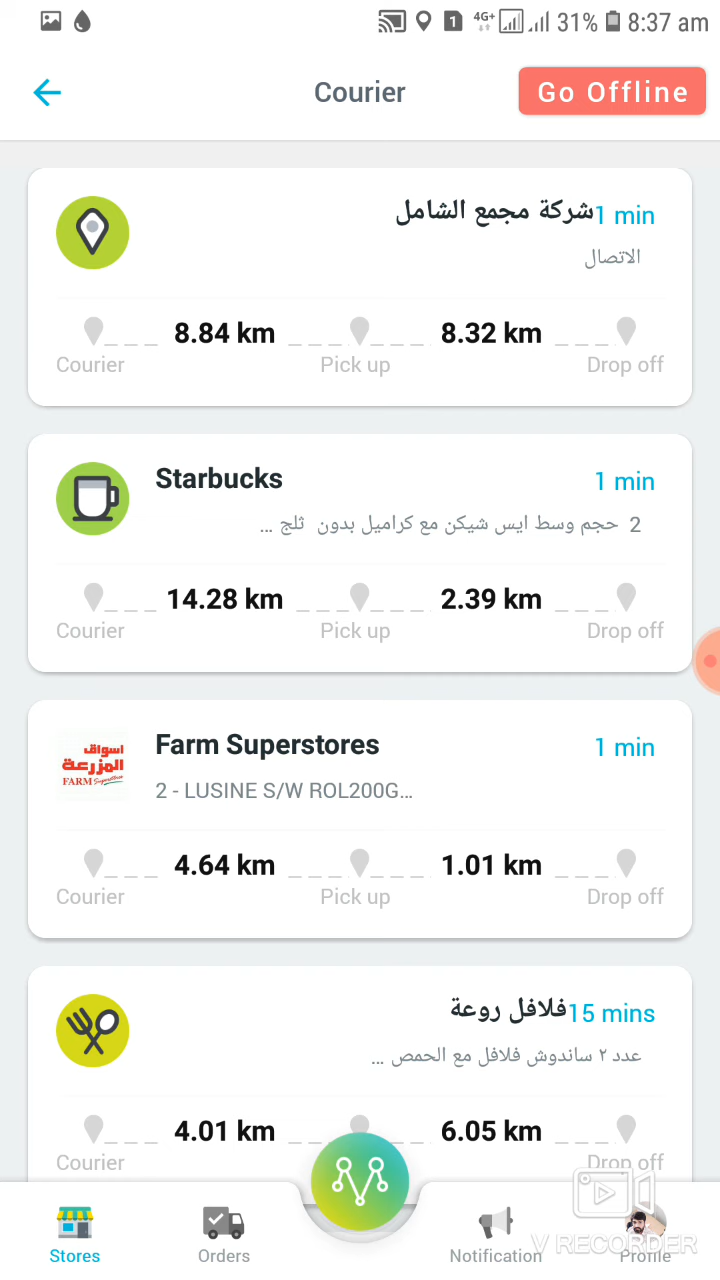 1 4G+ 31% 8:37 am
Courier
Go Offline
شركة مجمع الشامل
1 min
الاتصال
8.84 km 8.32 km
Courier Pick up Drop off
Starbucks
1 min
2 حجم وسط ايس شيكن مع كراميل بدون ثلج ...
14.28 km 2.39 km
Courier Pick up Drop off
اسواق
المزرعة
FARM Superstores
Farm Superstores
1 min
2 - LUSINE S/W ROL200G...
4.64 km 1.01 km
Courier Pick up Drop off
فلافل روعة
15 mins
عدد ٢ ساندوش فلافل مع الحمص ...
4.01 km 6.05 km
Courier Drop off
Stores Orders Notification Profile
V RECORDER